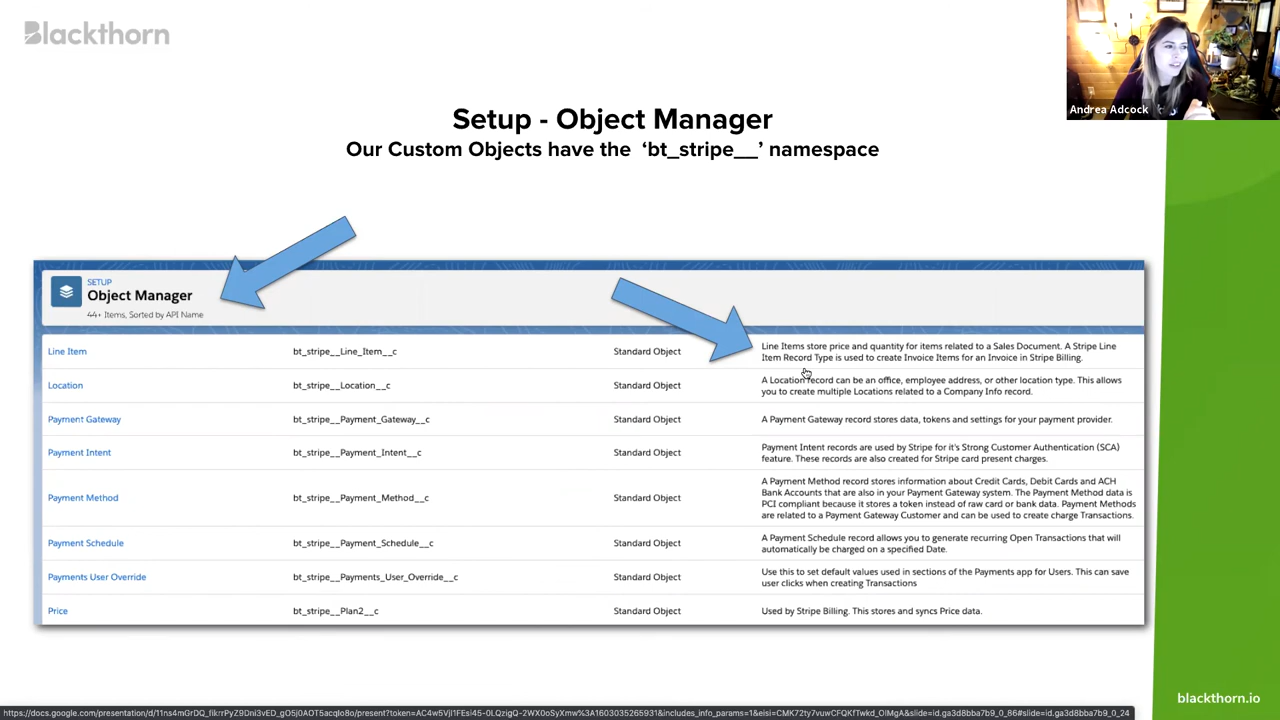 Blackthorn
Andrea Adcock
Setup - Object Manager
Our Custom Objects have the ‘bt_stripe__’ namespace
SETUP
Object Manager
44+ Items, Sorted by API Name
Line Item bt_stripe__Line_Item__c Standard Object Line Items store price and quantity for items related to a Sales Document. A Stripe Line
Item Record Type is used to create Invoice Items for an Invoice in Stripe Billing.
Location bt_stripe__Location__c Standard Object A Location record can be an office, employee address, or other location type. This allows
you to create multiple Locations related to a Company Info record.
Payment Gateway bt_stripe__Payment_Gateway__c Standard Object A Payment Gateway record stores data, tokens and settings for your payment provider.
Payment Intent bt_stripe__Payment_Intent__c Standard Object Payment Intent records are used by Stripe for it's Strong Customer Authentication (SCA)
feature. These records are also created for Stripe card present charges.
Payment Method bt_stripe__Payment_Method__c Standard Object A Payment Method record stores information about Credit Cards, Debit Cards and ACH
Bank Accounts that are also in your Payment Gateway system. The Payment Method data is
PCI compliant because it stores a token instead of raw card or bank data. Payment Methods
are related to a Payment Gateway Customer and can be used to create charge Transactions.
Payment Schedule bt_stripe__Payment_Schedule__c Standard Object A Payment Schedule record allows you to generate recurring Open Transactions that will
automatically be charged on a specified Date.
Payments User Override bt_stripe__Payments_User_Override__c Standard Object Use this to set default values used in sections of the Payments app for Users. This can save
user clicks when creating Transactions
Price bt_stripe__Plan2__c Standard Object Used by Stripe Billing. This stores and syncs Price data.
blackthorn.io